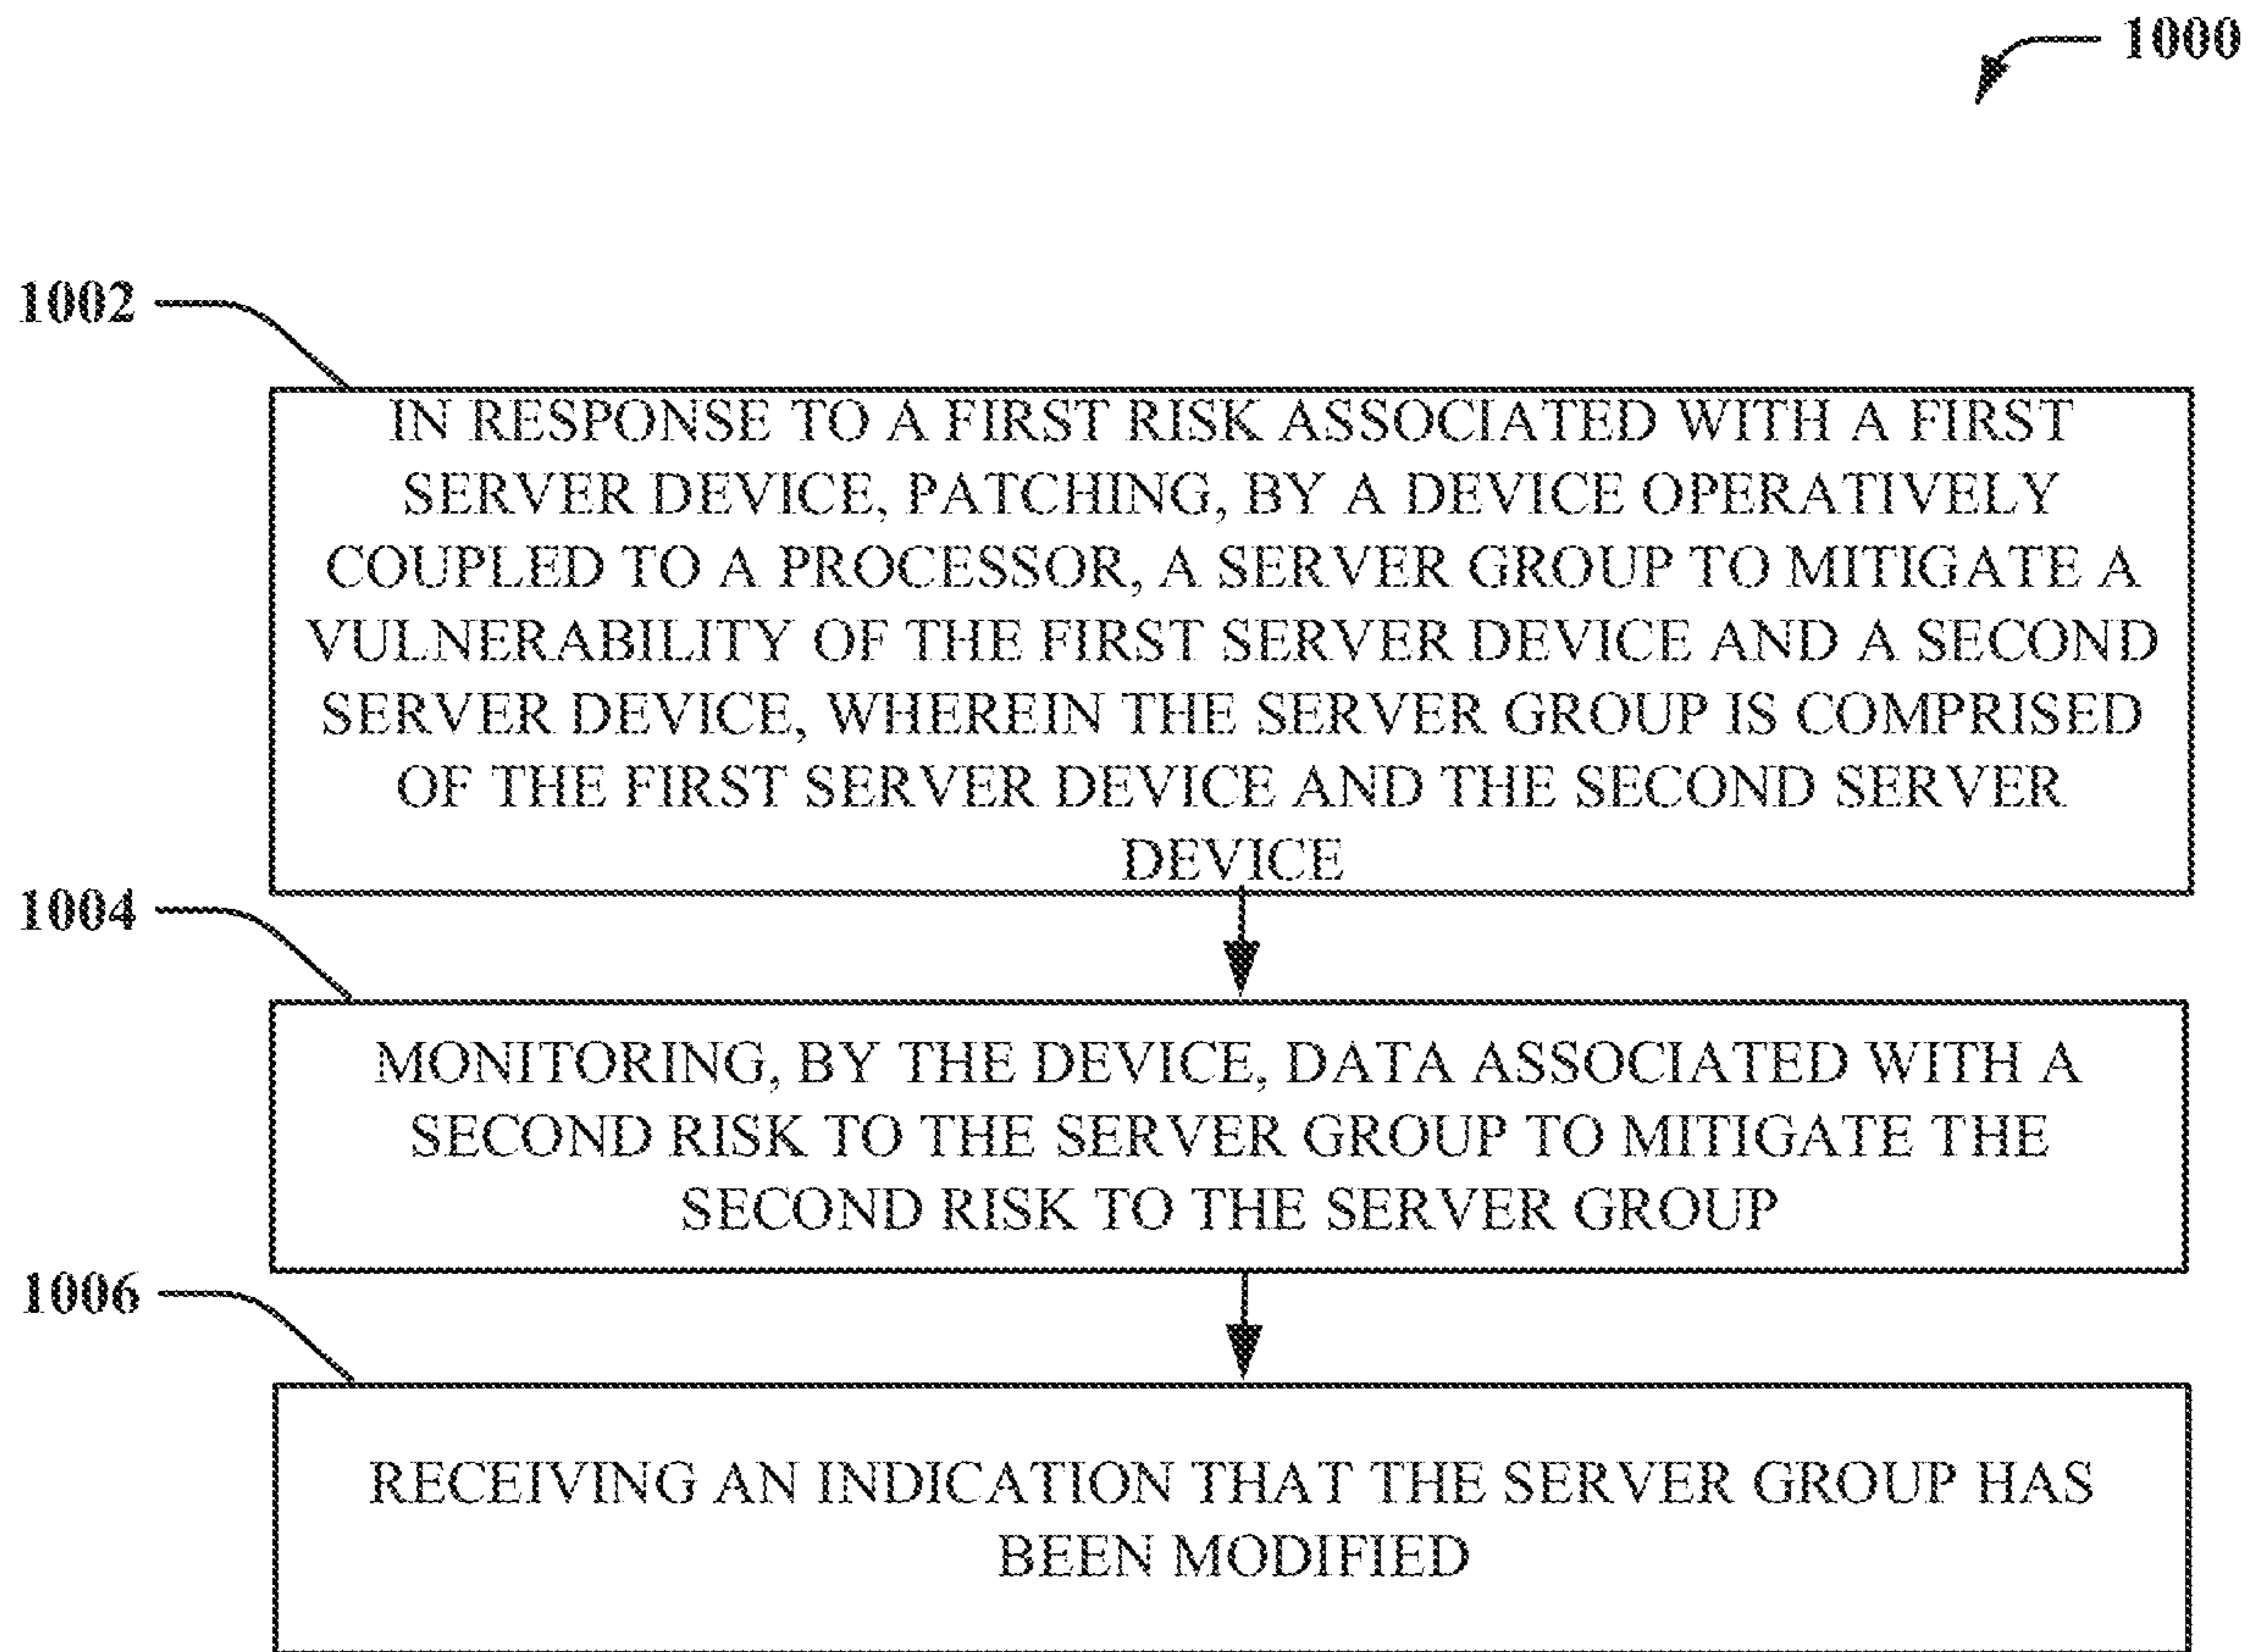 1000
1002
IN RESPONSE TO A FIRST RISK ASSOCIATED WITH A FIRST
SERVER DEVICE, PATCHING, BY A DEVICE OPERATIVELY
COUPLED TO A PROCESSOR, A SERVER GROUP TO MITIGATE A
VULNERABILITY OF THE FIRST SERVER DEVICE AND A SECOND
SERVER DEVICE, WHEREIN THE SERVER GROUP IS COMPRISED
OF THE FIRST SERVER DEVICE AND THE SECOND SERVER
DEVICE
1004
MONITORING, BY THE DEVICE, DATA ASSOCIATED WITH A
SECOND RISK TO THE SERVER GROUP TO MITIGATE THE
SECOND RISK TO THE SERVER GROUP
1006
RECEIVING AN INDICATION THAT THE SERVER GROUP HAS
BEEN MODIFIED